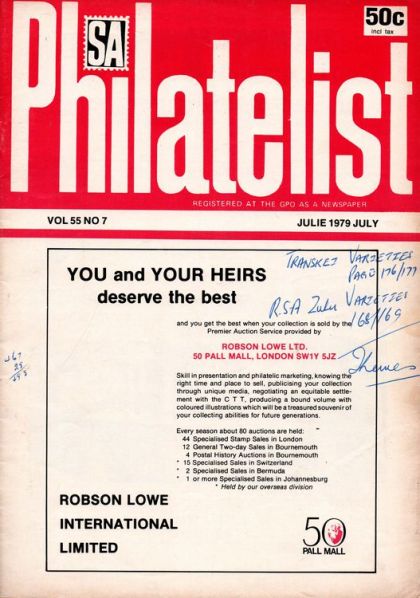 50c
incl tax
SA
Philatelist
REGISTERED AT THE GPO AS A NEWSPAPER
VOL 55 NO 7
JULIE 1979 JULY
TRANSKEI VARIETIES
PAGE 176/177
RSA Zulu VARIETIES
168/169
YOU and YOUR HEIRS
deserve the best
and you get the best when your collection is sold by the
Premier Auction Service provided by
ROBSON LOWE LTD.
50 PALL MALL, LONDON SW1Y 5JZ
Skill in presentation and philatelic marketing, knowing the
right time and place to sell, publicising your collection
through unique media, negotiating an equitable settle-
ment with the C T T, producing a bound volume with
coloured illustrations which will be a treasured souvenir of
your collecting abilities for future generations.
Every season about 80 auctions are held:
44 Specialised Stamp Sales in London
12 General Two-day Sales in Bournemouth
4 Postal History Auctions in Bournemouth
* 15 Specialised Sales in Switzerland
* 2 Specialised Sales in Bermuda
* 1 or more Specialised Sales in Johannesburg
* Held by our overseas division
ROBSON LOWE
INTERNATIONAL
LIMITED
50
PALL MALL